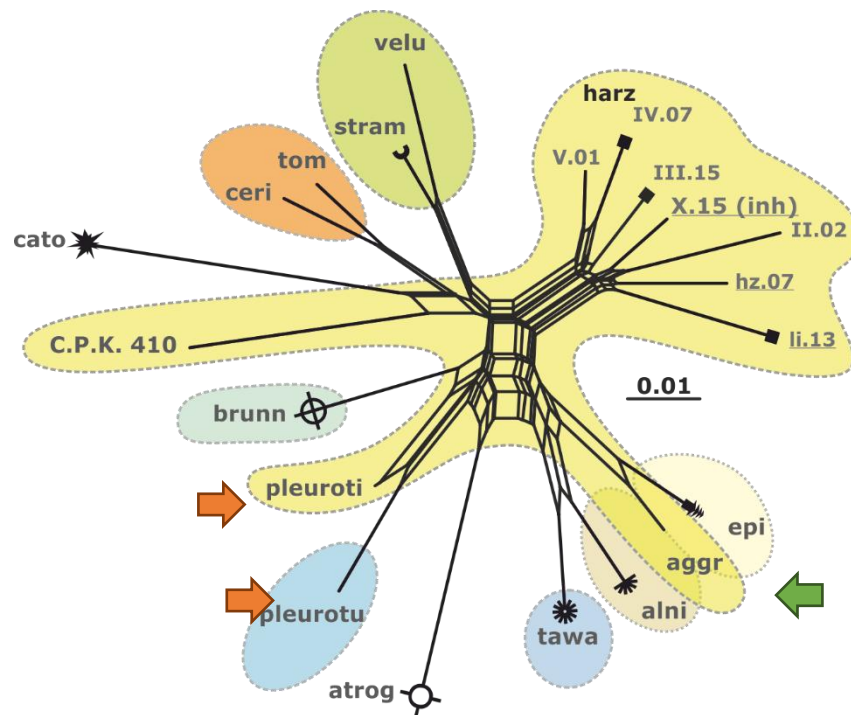 velu
harz
IV.07
stram
V.01
III.15
tom
ceri
X.15 (inh)
II.02
cato
hz.07
C.P.K. 410
li.13
0.01
brunn
pleuroti
epi
aggr
pleurotu
alni
tawa
atrog